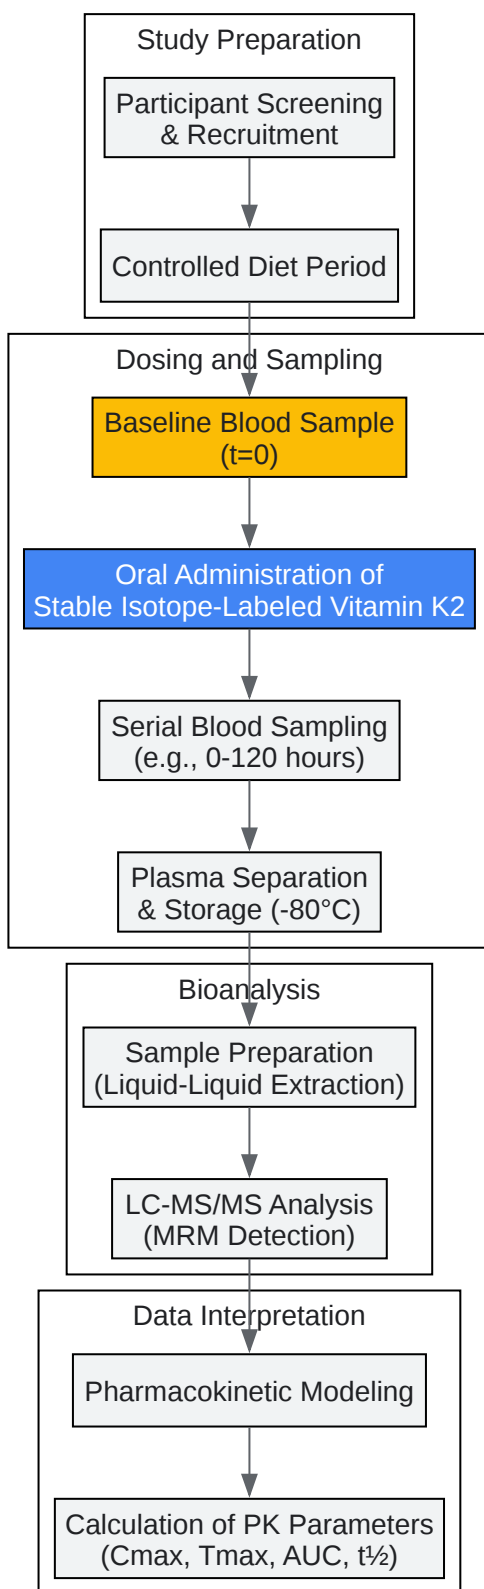 Study Preparation
Participant Screening
& Recruitment
Controlled Diet Period
Dosing and Sampling
Baseline Blood Sample
(t=0)
Oral Administration of
Stable Isotope-Labeled Vitamin K2
Serial Blood Sampling
(e.g., 0-120 hours)
Plasma Separation
& Storage (-80°C)
Bioanalysis
Sample Preparation
(Liquid-Liquid Extraction)
LC-MS/MS Analysis
(MRM Detection)
Data Interpretation
Pharmacokinetic Modeling
Calculation of PK Parameters
(Cmax, Tmax, AUC, t½)